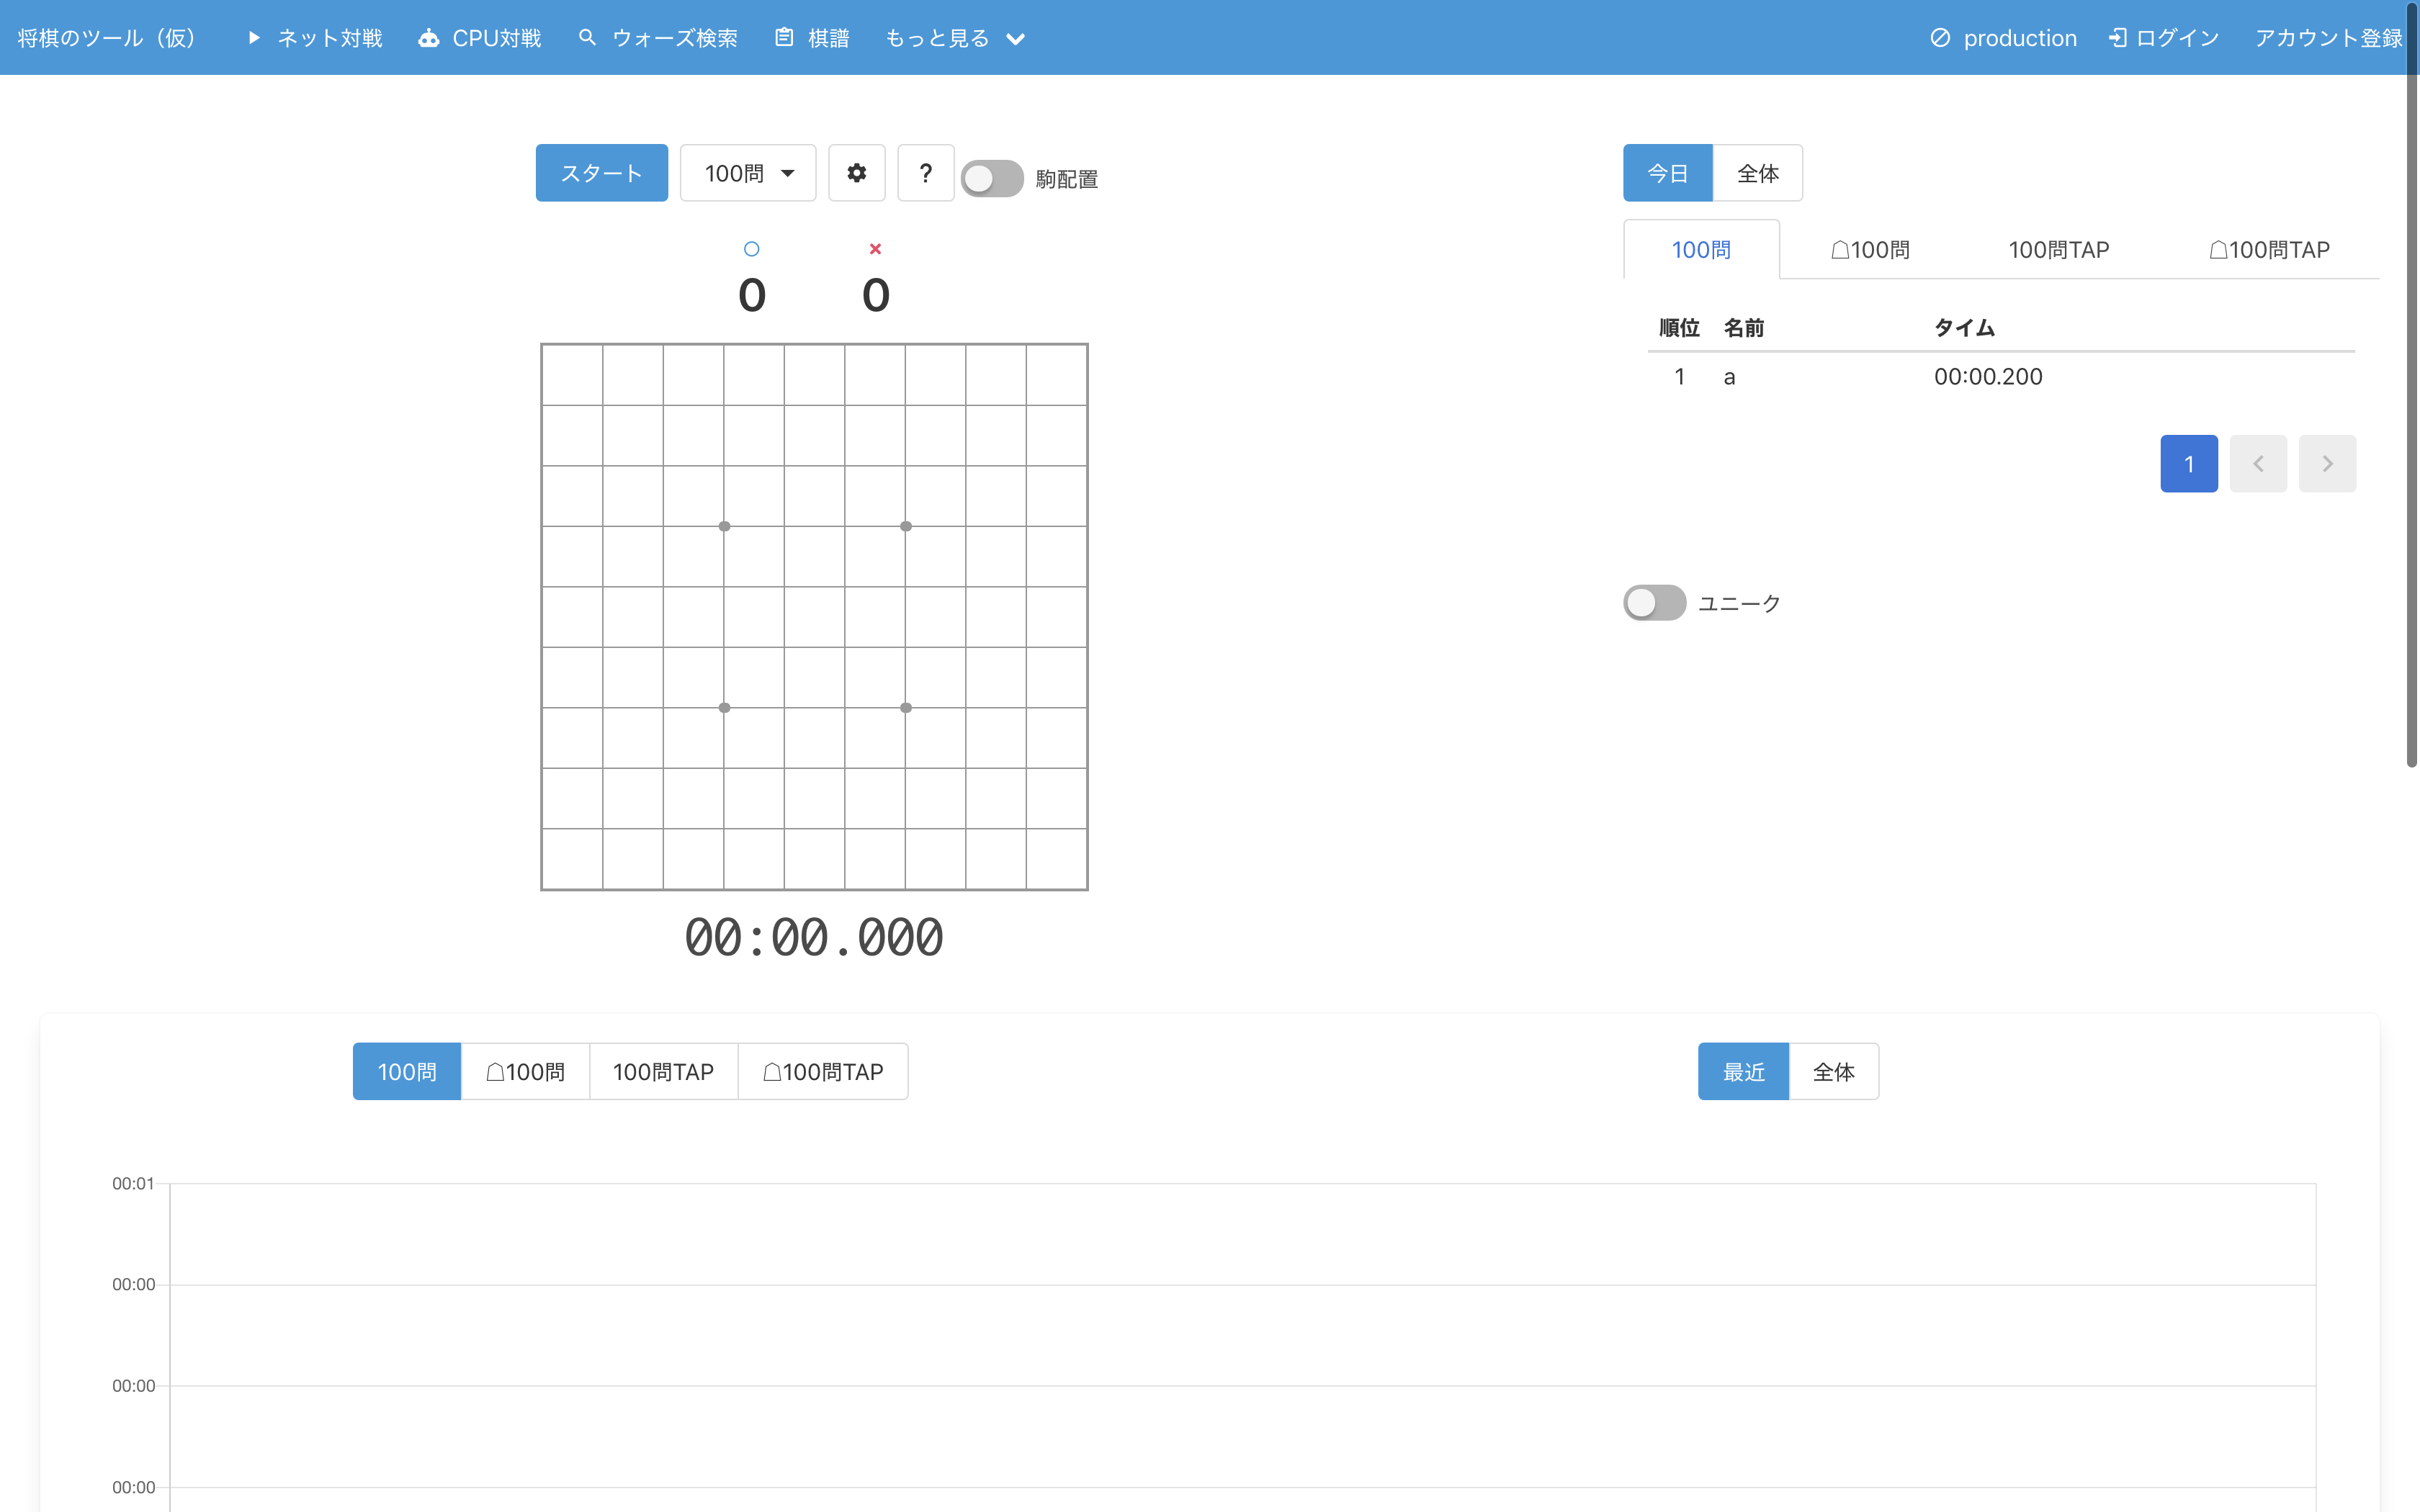 将棋のツール（仮） ネット対戦 CPU対戦 ウォーズ検索 棋譜 もっと見る production ログイン アカウント登録
スタート 100問 ? 駒配置
0 0
00:00.000
今日 全体
100問 ☖100問 100問TAP ☖100問TAP
順位 名前 タイム
1 a 00:00.200
1
ユニーク
100問 ☖100問 100問TAP ☖100問TAP 最近 全体
00:01
00:00
00:00
00:00